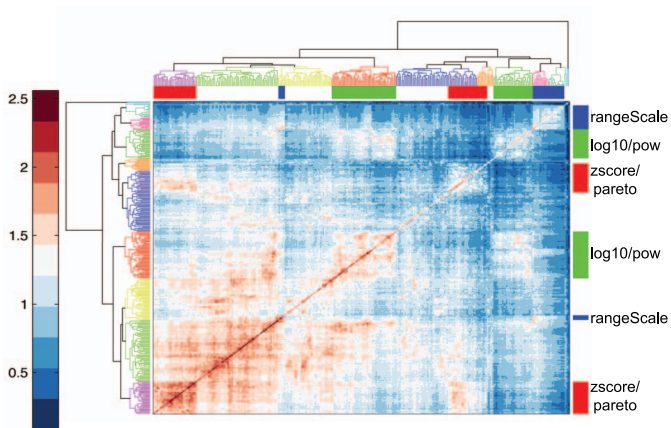 2.5
2
1.5
1
0.5
rangeScale
log10/pow
zscore/
pareto
log10/pow
rangeScale
zscore/
pareto